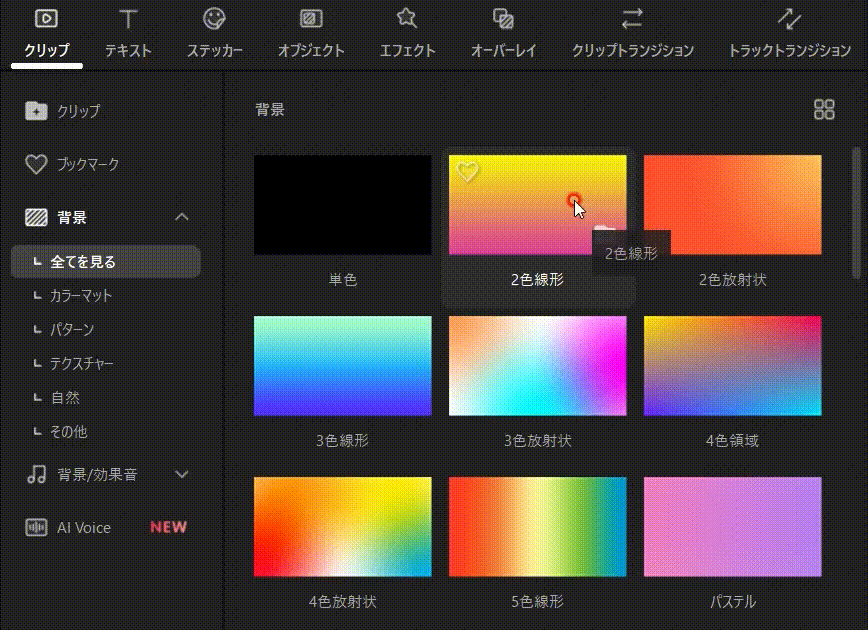 クリップ テキスト ステッカー オブジェクト エフェクト オーバーレイ クリップトランジション トラックトランジション
クリップ
ブックマーク
背景
全てを見る
カラーマット
パターン
テクスチャー
自然
その他
背景/効果音
AI Voice NEW
背景
単色 2色線形 2色放射状
2色線形
3色線形 3色放射状 4色領域
4色放射状 5色線形 パステル